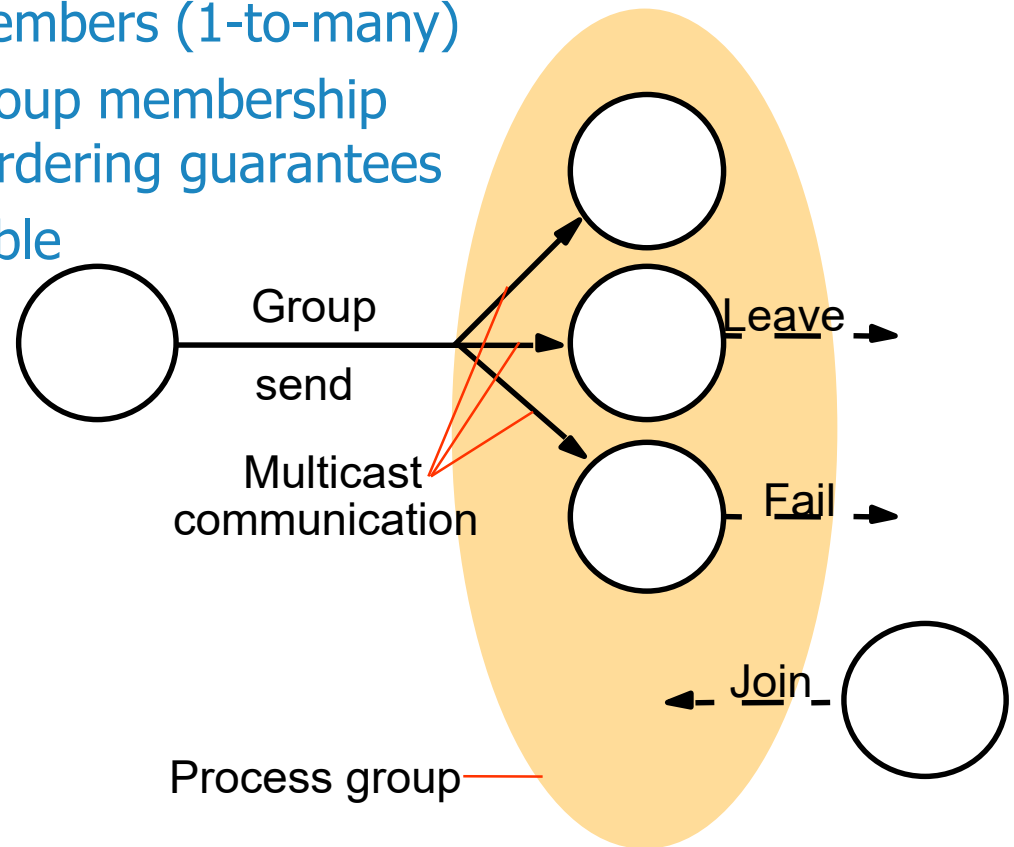 embers (1-to-many)
oup membership
rdering guarantees
ble
Group
send
Leave
Multicast
communication
Fail
Join
Process group